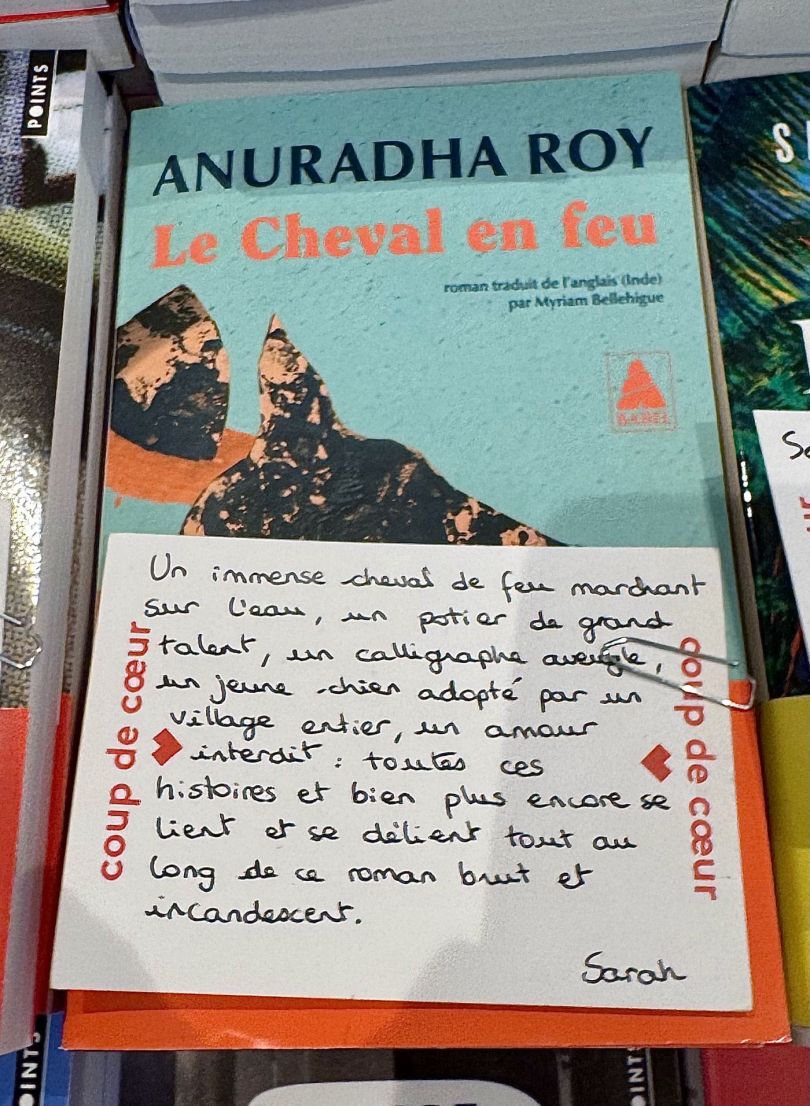 POINTS
ANURADHA ROY
Le Cheval en feu
roman traduit de l'anglais (Inde)
par Myriam Bellehigue
BABEL
Un immense cheval de feu marchant
sur l'eau, un potier de grand
talent, un calligraphe aveugle,
un jeune chien adopté par un
village entier, un amour
interdit : toutes ces
histoires et bien plus encore se
lient et se délient tout au
long de ce roman brut et
incandescent.
Sarah
coup de cœur
coup de cœur